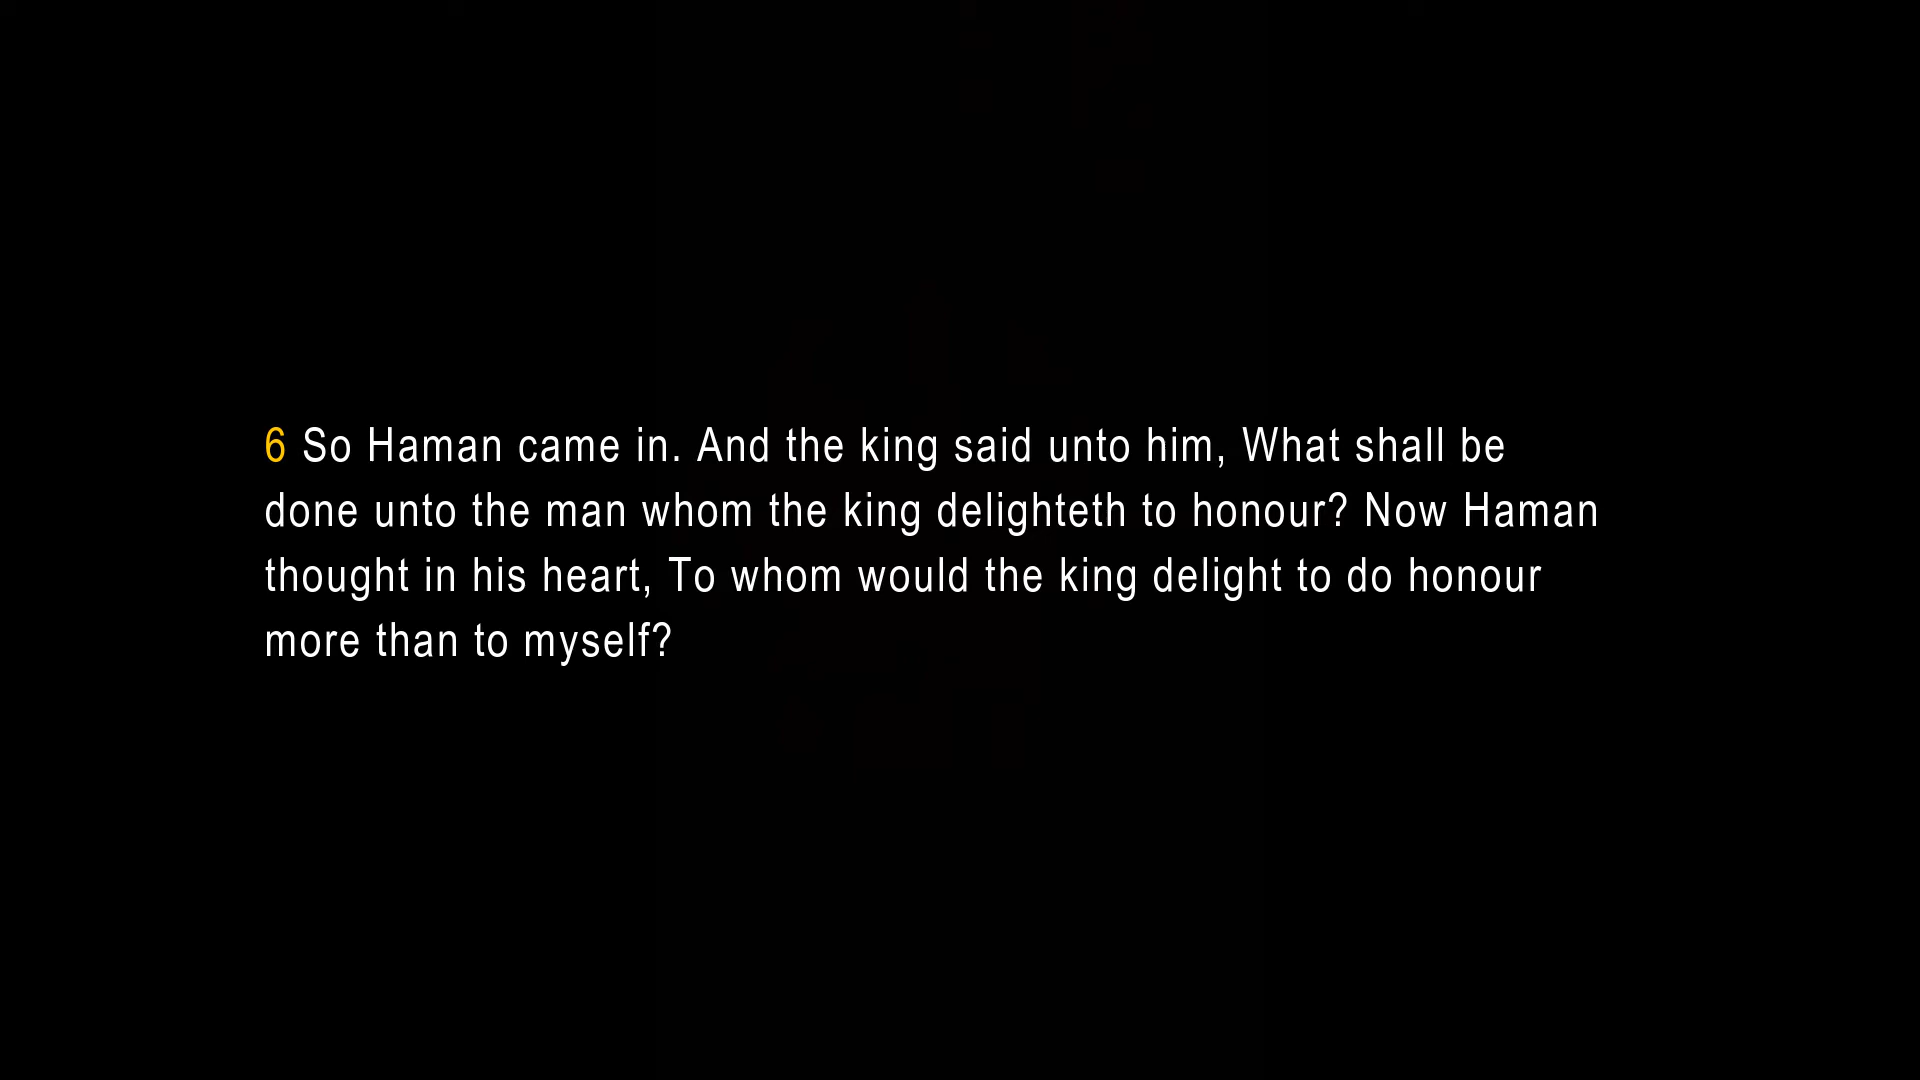 6 So Haman came in. And the king said unto him, What shall be
done unto the man whom the king delighteth to honour? Now Haman
thought in his heart, To whom would the king delight to do honour
more than to myself?